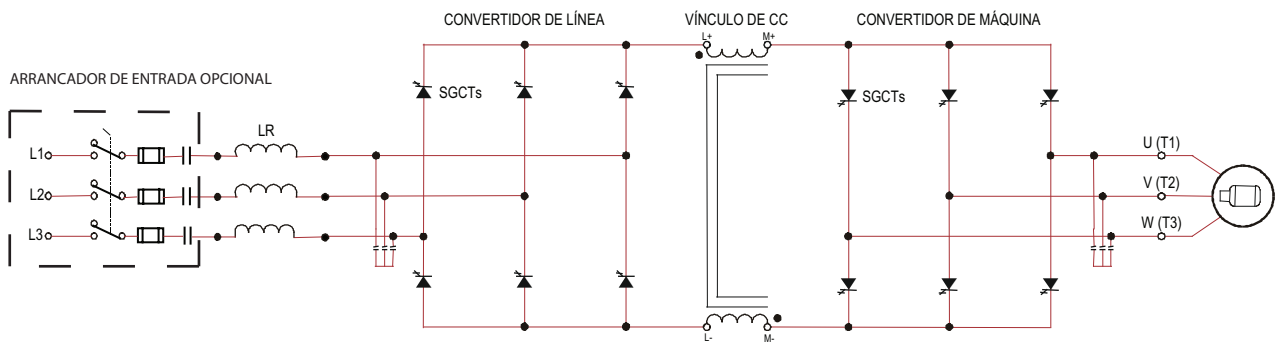 CONVERTIDOR DE LÍNEA
VÍNCULO DE CC
CONVERTIDOR DE MÁQUINA
L+
M+
ARRANCADOR DE ENTRADA OPCIONAL
SGCTs
SGCTs
LR
L1
U (T1)
L2
V (T2)
L3
W (T3)
L-
M-